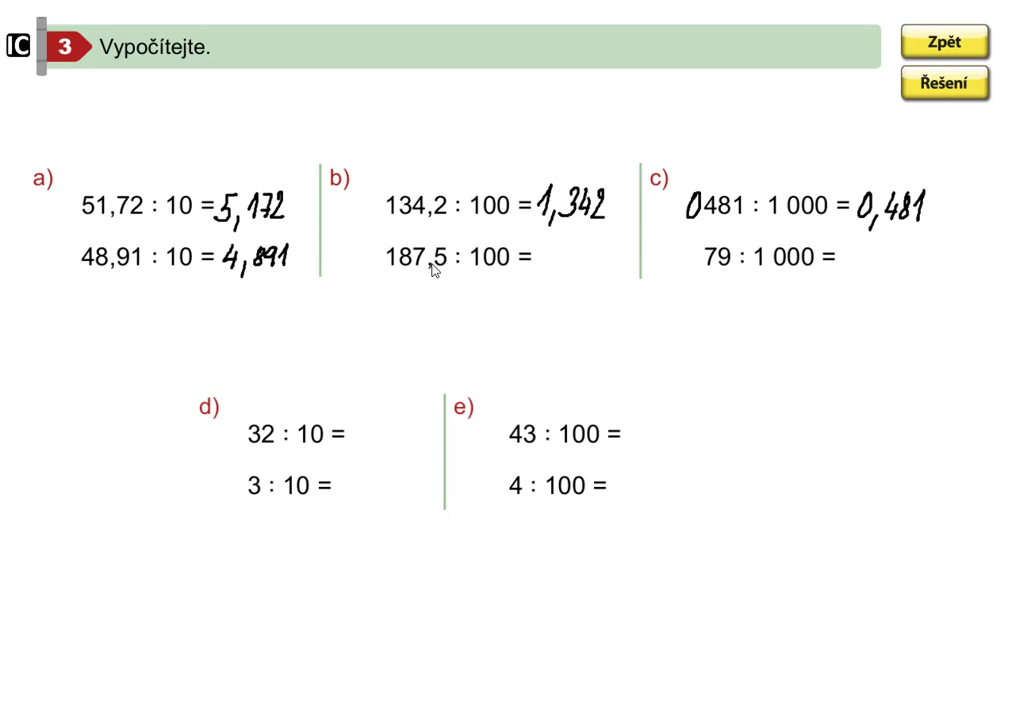 IC
3 Vypočítejte.
Zpět
Řešení
a)
51,72 : 10 = 5,172
48,91 : 10 = 4,891
b)
134,2 : 100 = 1,342
187,5 : 100 =
c)
0481 : 1 000 = 0,481
79 : 1 000 =
d)
32 : 10 =
3 : 10 =
e)
43 : 100 =
4 : 100 =